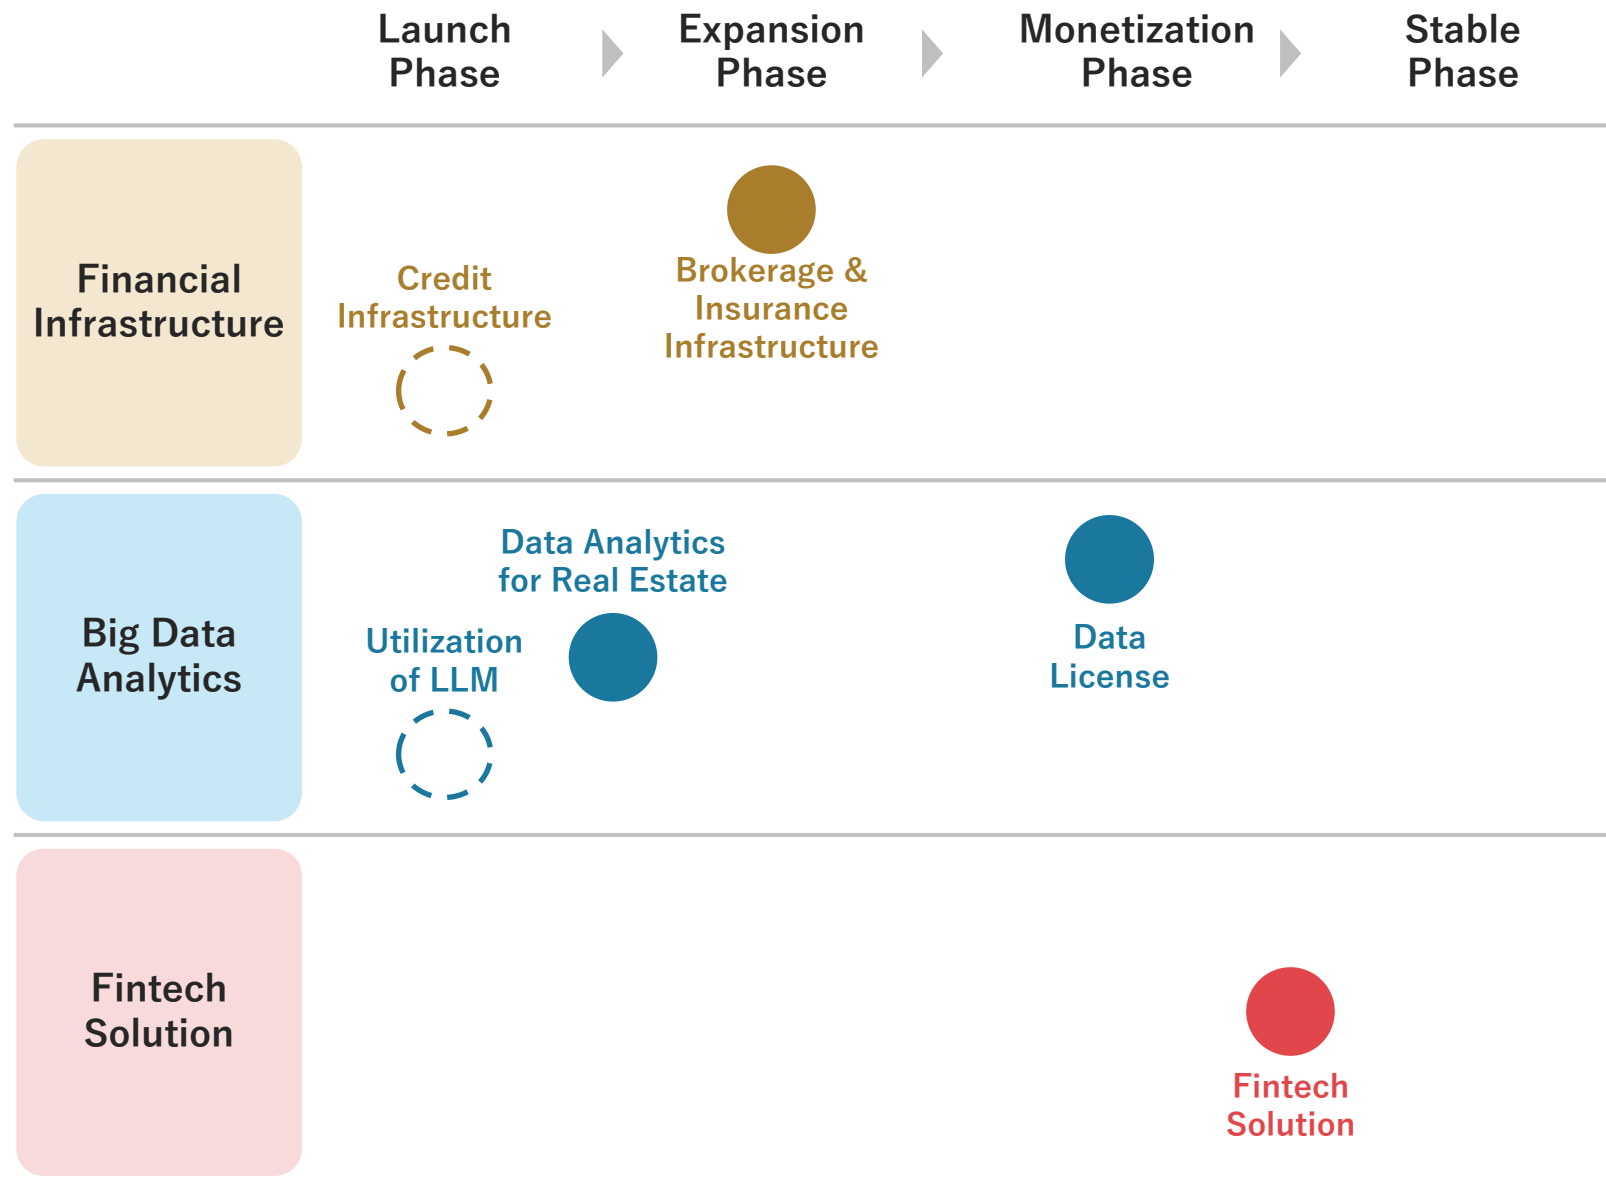 Launch
Phase
Expansion
Phase
Monetization
Phase
Stable
Phase
Financial
Infrastructure
Credit
Infrastructure
Brokerage &
Insurance
Infrastructure
Big Data
Analytics
Data Analytics
for Real Estate
Utilization
of LLM
Data
License
Fintech
Solution
Fintech
Solution